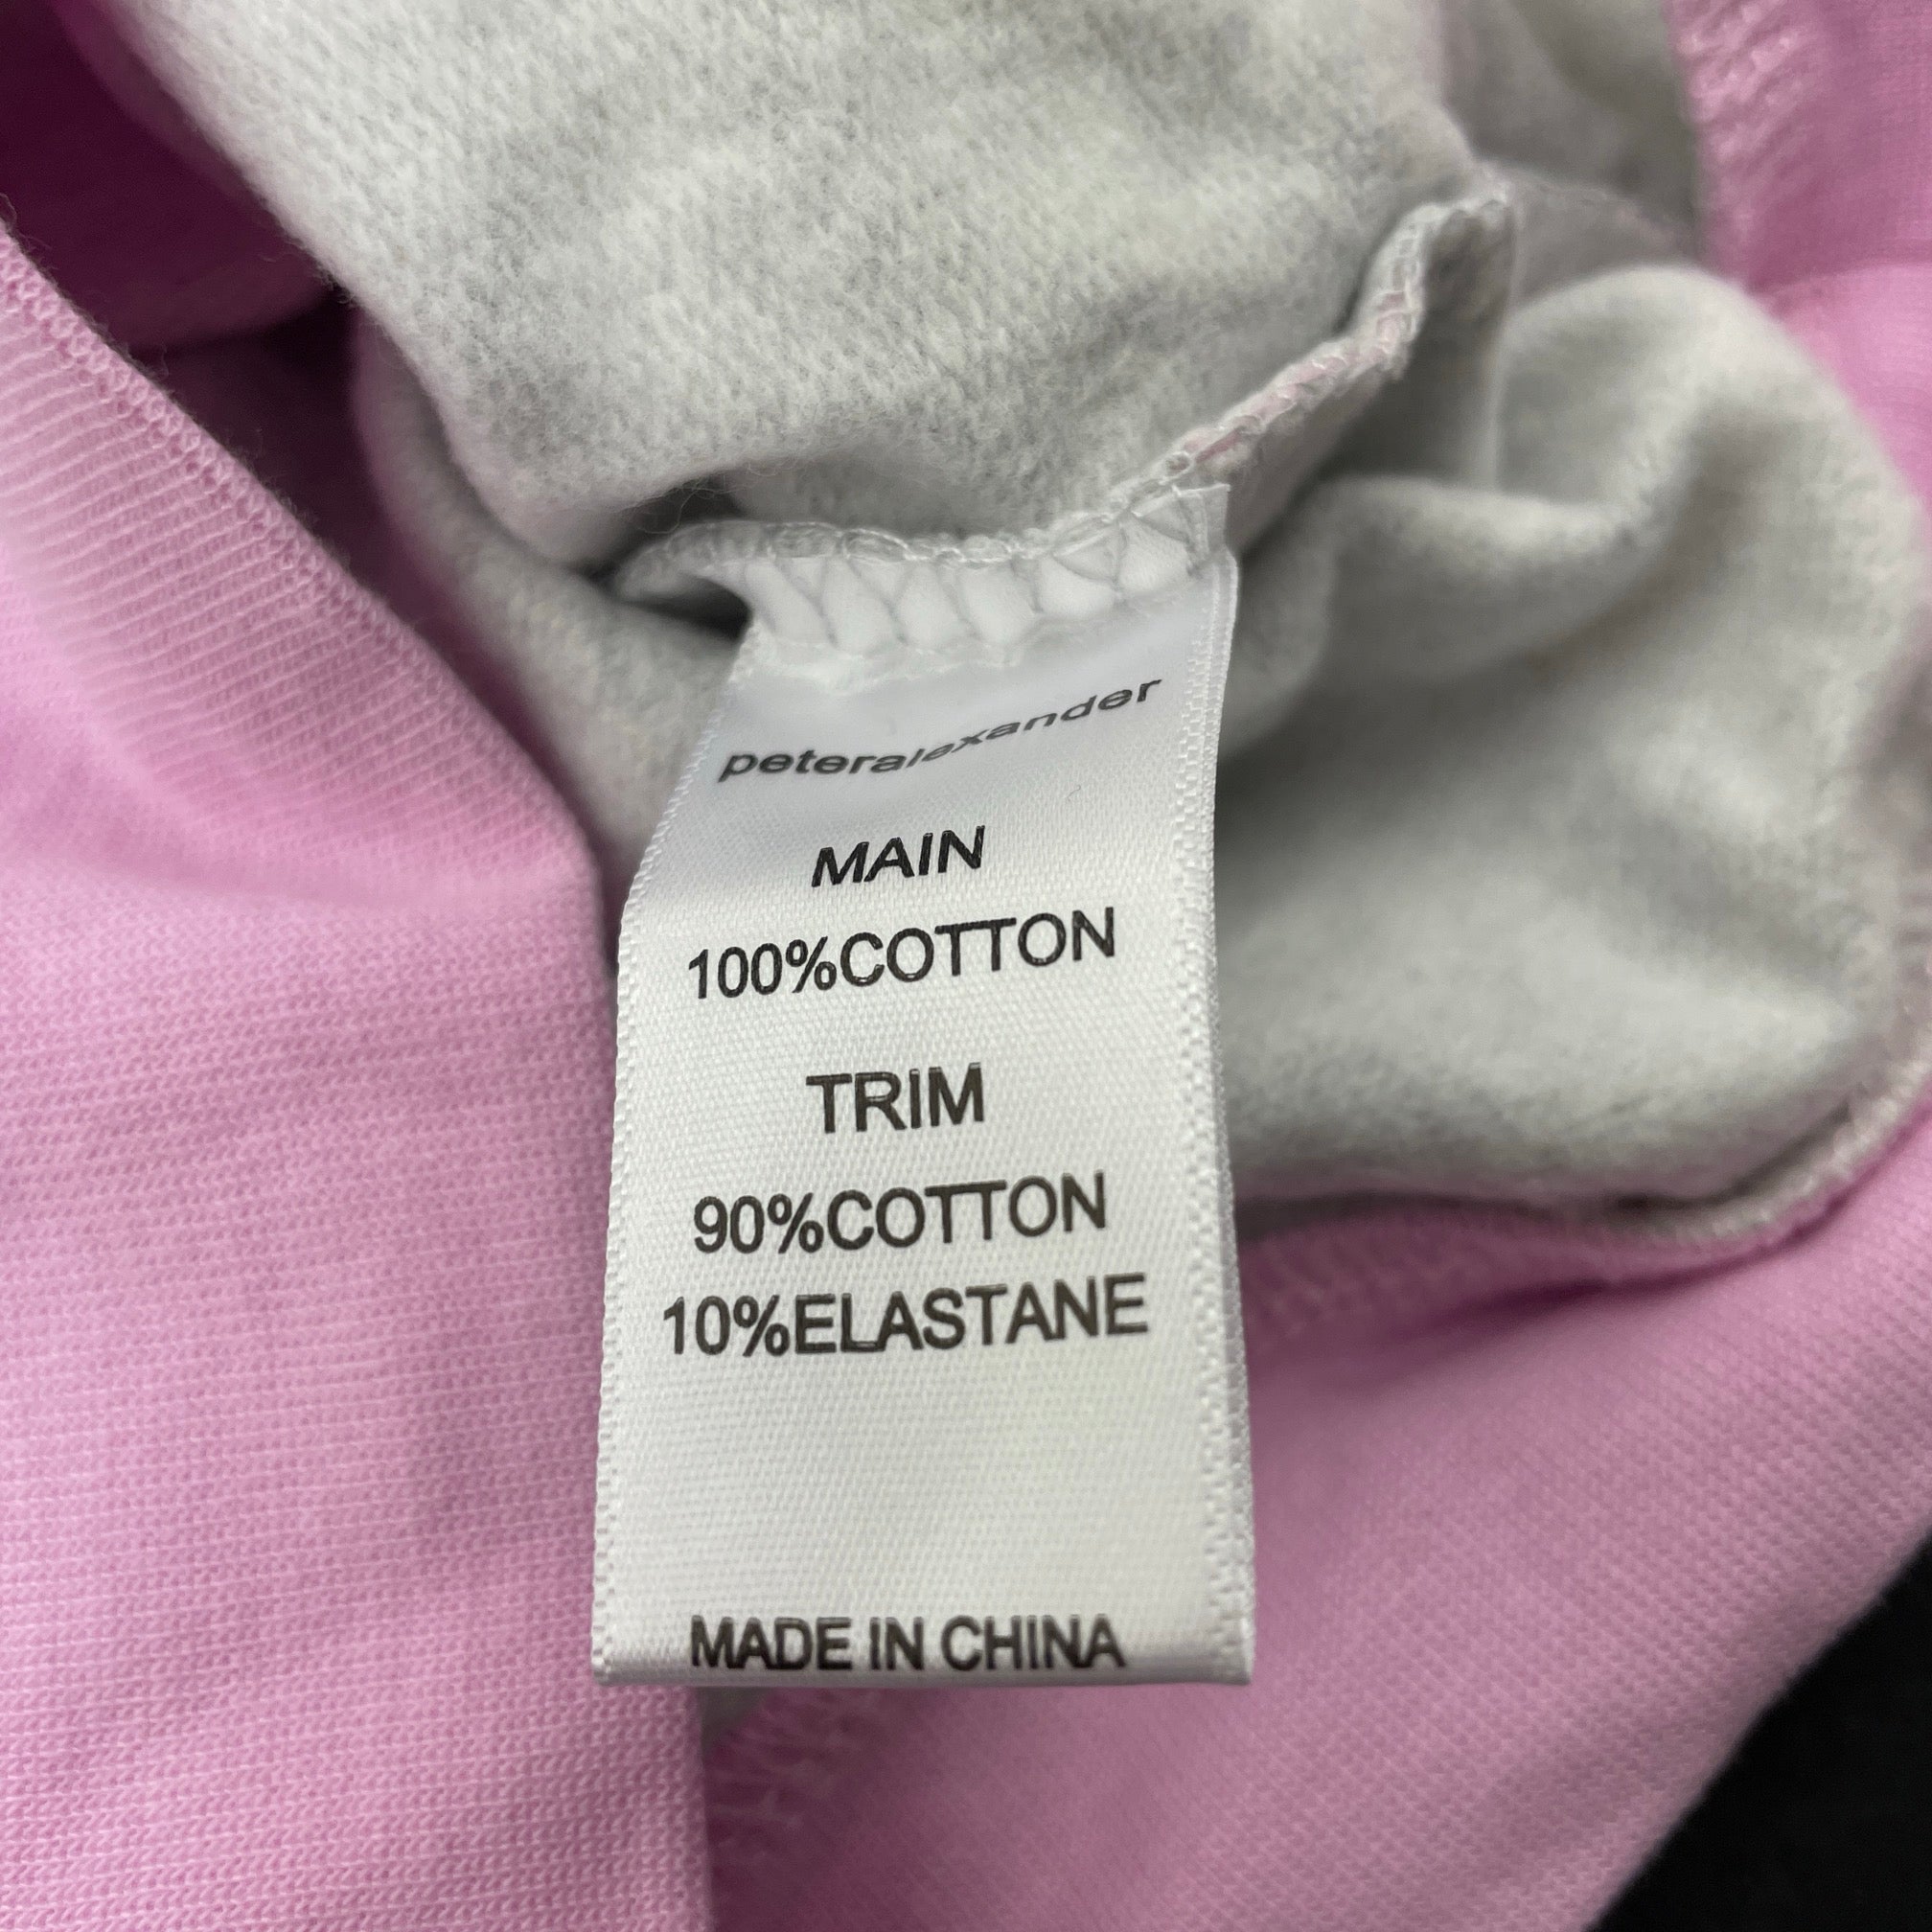 peteralexander
MAIN
100%COTTON
TRIM
90%COTTON
10%ELASTANE
MADE IN CHINA